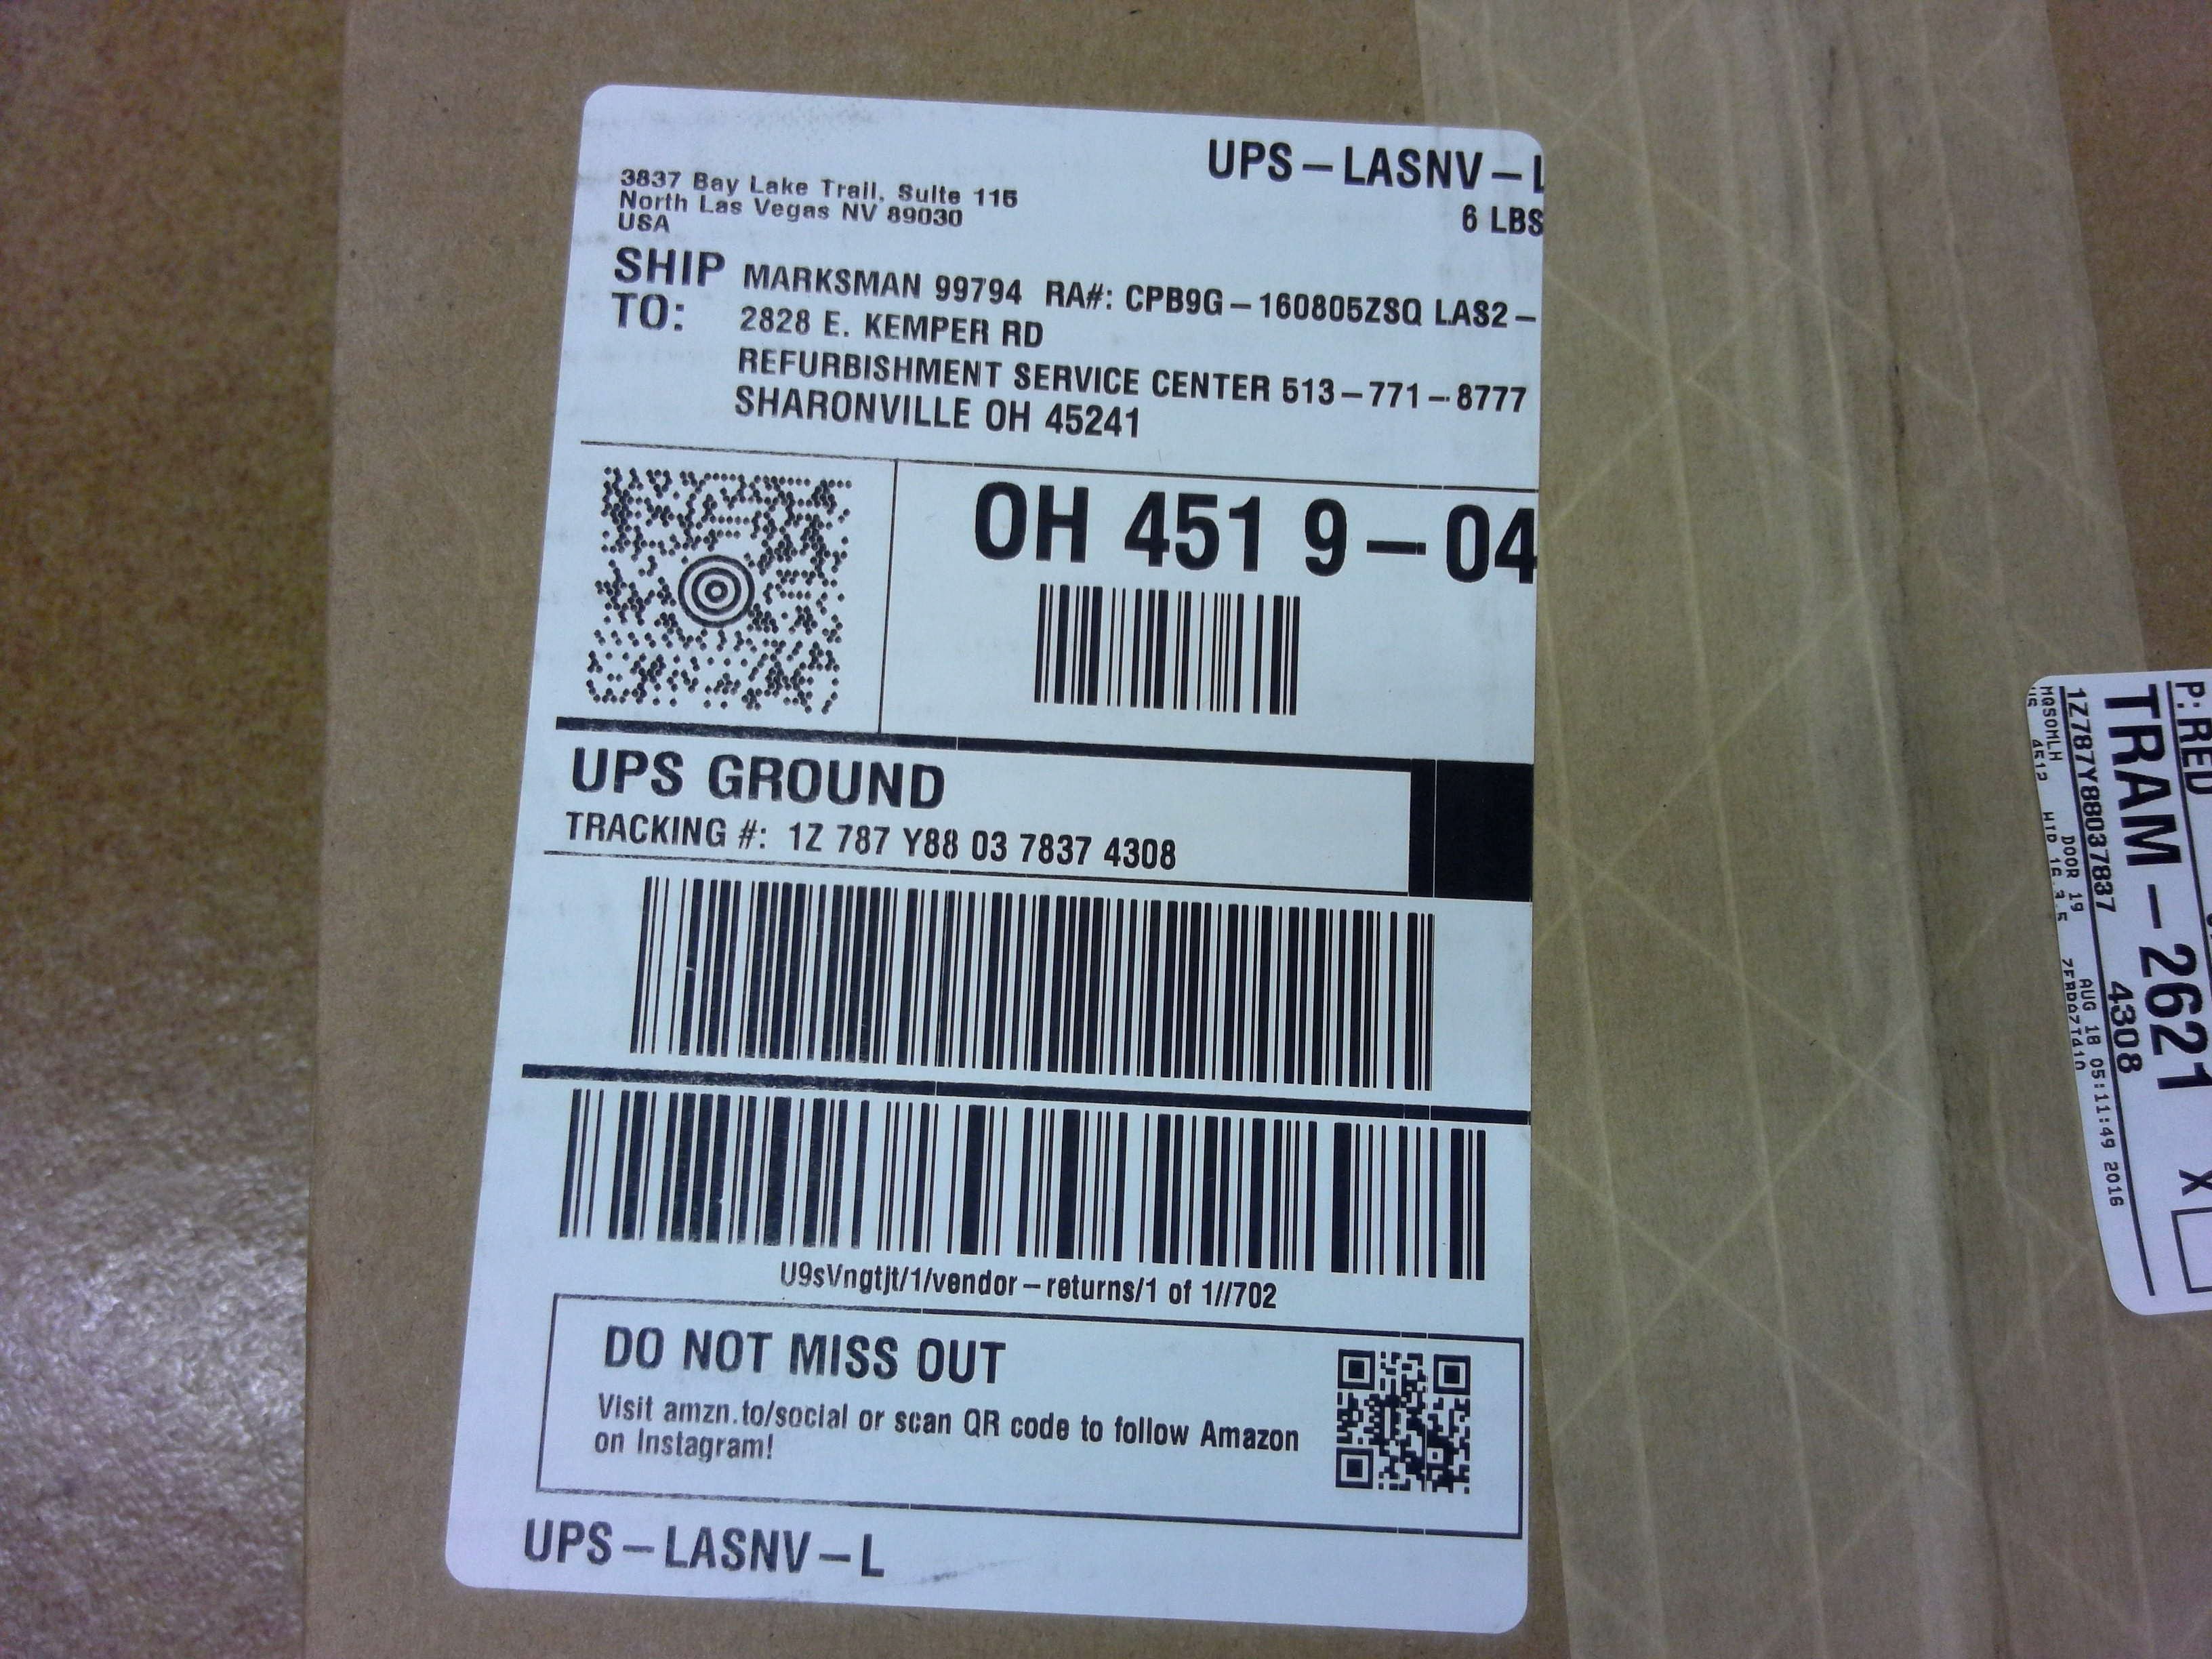 UPS-LASNV-L
3837 Bay Lake Trail, Suite 115
North Las Vegas NV 89030
USA
6 LBS
SHIP TO:
MARKSMAN 99794 RA#: CPB9G-160805ZSQ LAS2-
2828 E. KEMPER RD
REFURBISHMENT SERVICE CENTER 513-771-8777
SHARONVILLE OH 45241
OH 451 9-04
UPS GROUND
TRACKING #: 1Z 787 Y88 03 7837 4308
U9sVngtjt/1/vendor-returns/1 of 1//702
DO NOT MISS OUT
Visit amzn.to/social or scan QR code to follow Amazon
on Instagram!
UPS-LASNV-L
P: RED
TRAM-2621 X
1Z787Y88037837 4308
DOOR 19 AUG 18 05:11:49 2016